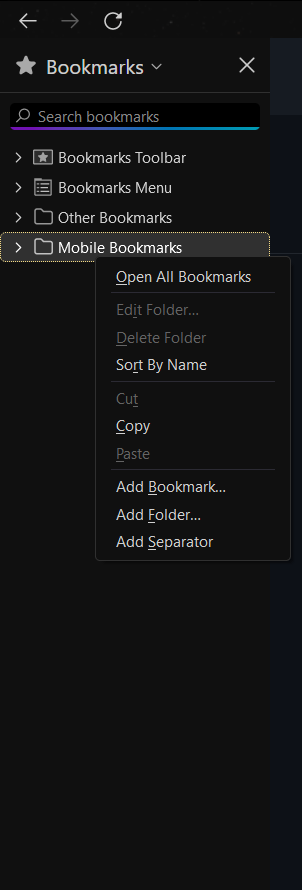 Bookmarks
Search bookmarks
Bookmarks Toolbar
Bookmarks Menu
Other Bookmarks
Mobile Bookmarks
Open All Bookmarks
Edit Folder...
Delete Folder
Sort By Name
Cut
Copy
Paste
Add Bookmark...
Add Folder...
Add Separator